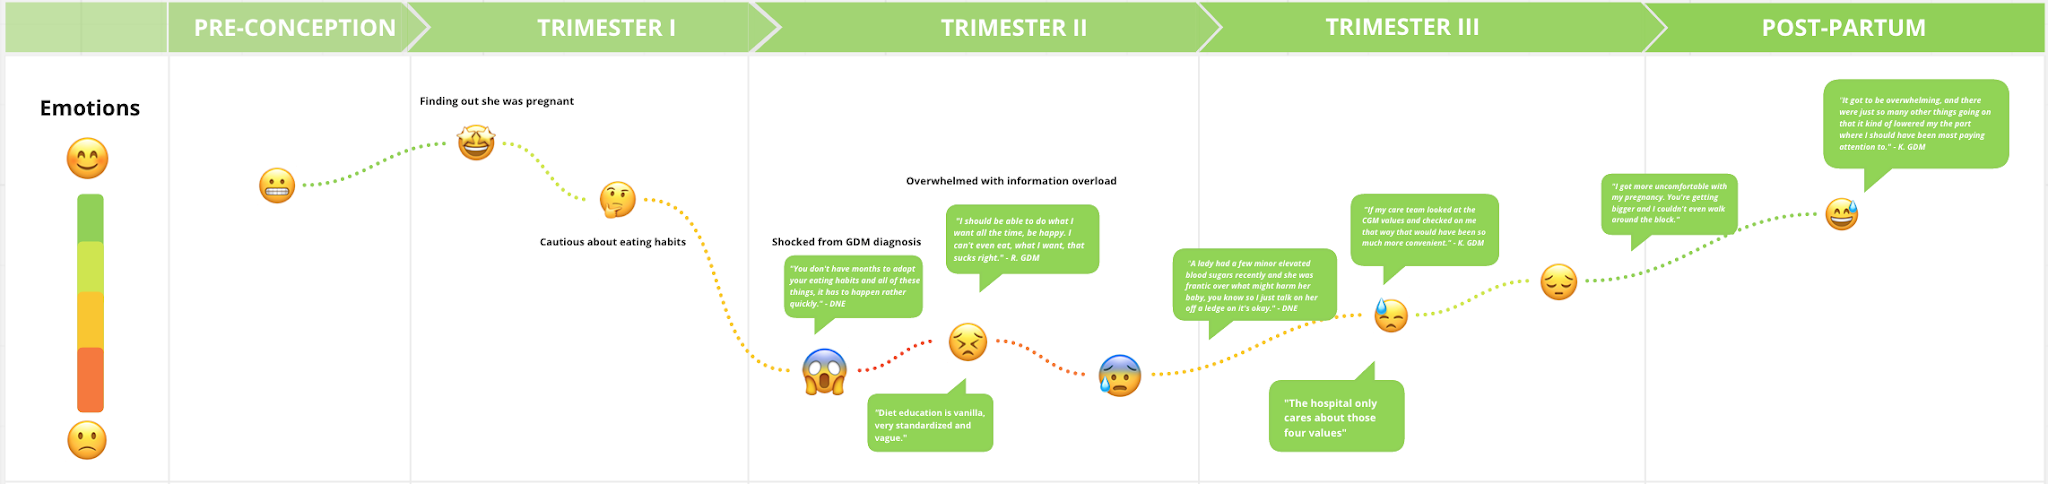 PRE-CONCEPTION
TRIMESTER I
TRIMESTER II
TRIMESTER III
POST-PARTUM
Emotions
Finding out she was pregnant
Cautious about eating habits
Shocked from GDM diagnosis
"You don't have months to adapt
your eating habits and all of these
things, it has to happen rather
quickly." - DNE
Overwhelmed with information overload
"I should be able to do what I
want all the time, be happy. I
can't even eat, what I want, that
sucks right." - R. GDM
"Diet education is vanilla,
very standardized and
vague."
"A lady had a few minor elevated
blood sugars recently and she was
frantic over what might harm her
baby, you know so I just talk on her
off a ledge on it's okay." - DNE
"If my care team looked at the
CGM values and checked on me
that way that would have been so
much more convenient." - K. GDM
"The hospital only
cares about those
four values"
"I got more uncomfortable with
my pregnancy. You're getting
bigger and I couldn't even walk
around the block."
"It got to be overwhelming, and there
were just so many other things going on
that it kind of lowered my the part
where I should have been most paying
attention to." - K. GDM